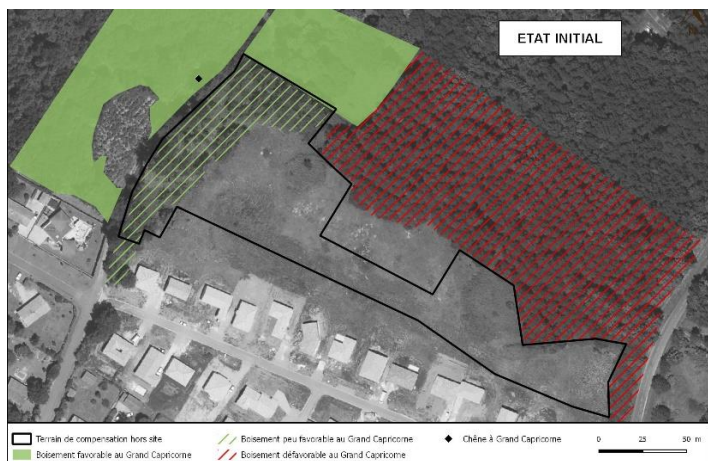 ETAT INITIAL
Terrain de compensation hors site
Boisement peu favorable au Grand Capricorne
Chêne à Grand Capricorne
0 25 50 m
Boisement favorable au Grand Capricorne
Boisement défavorable au Grand Capricorne